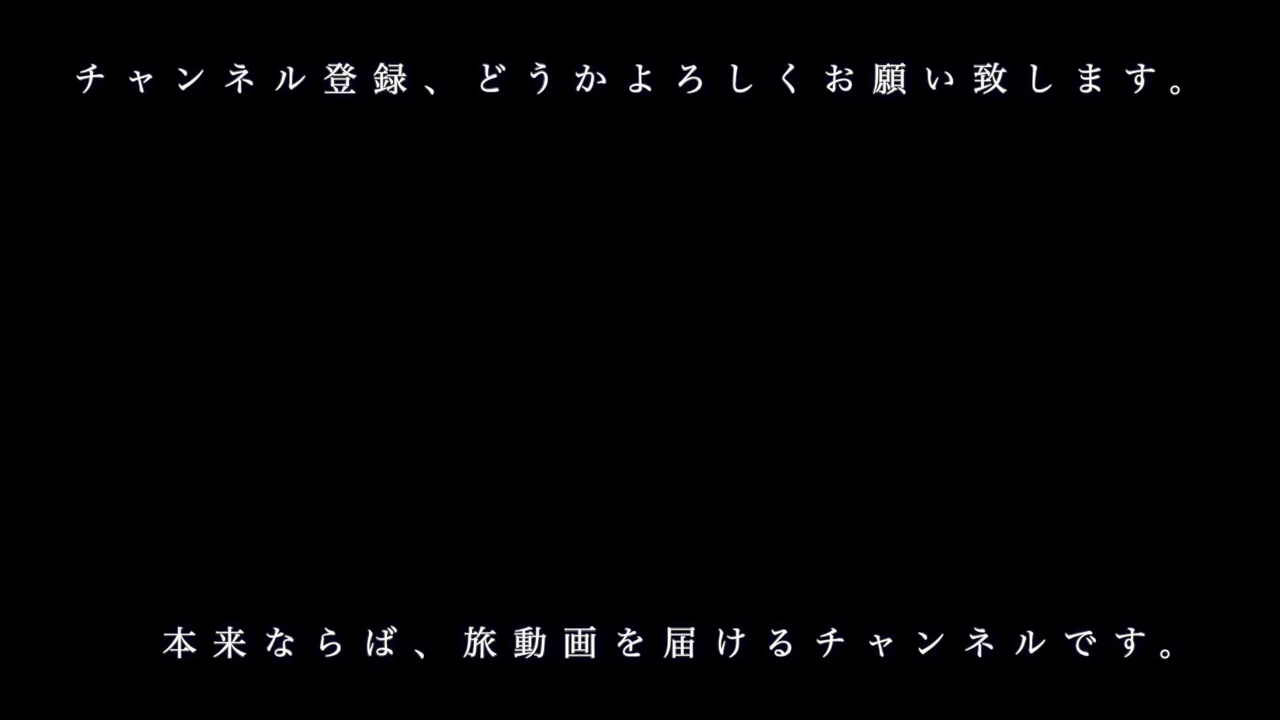 チャンネル登録、どうかよろしくお願い致します。
本来ならば、旅動画を届けるチャンネルです。